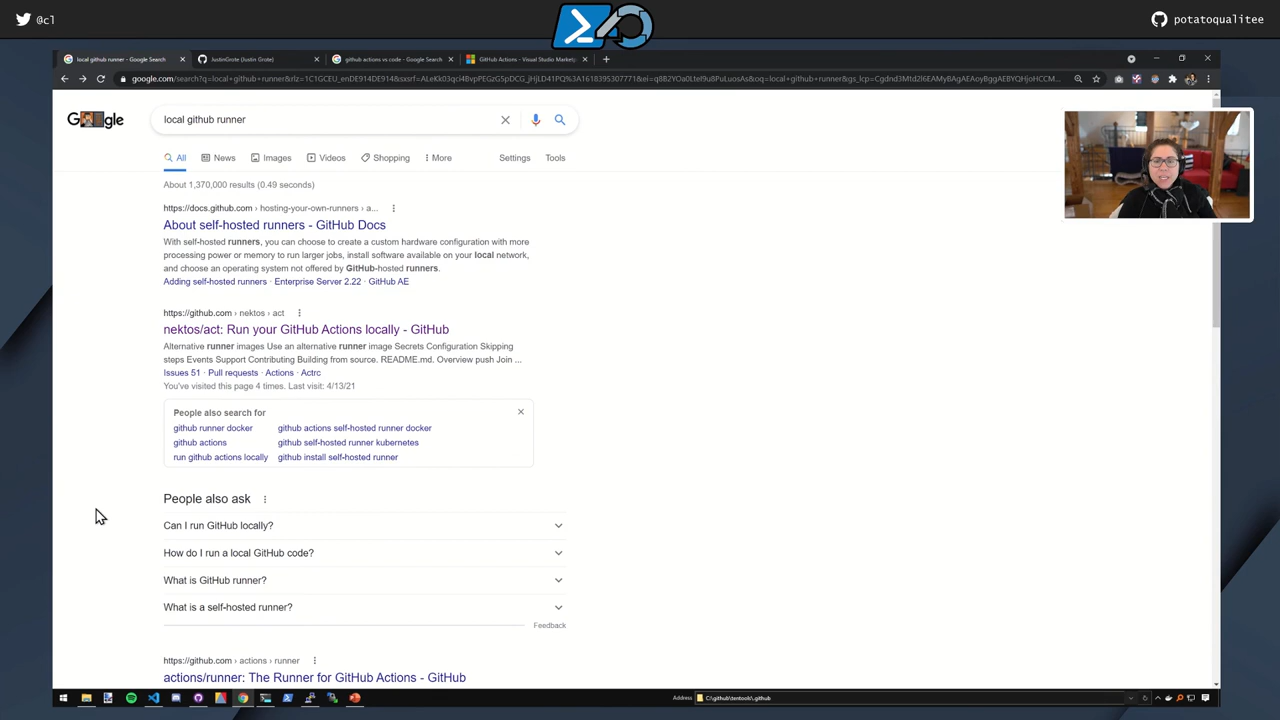 @cl
potatoqualitee
local github runner - Google Search
JustinGrote (Justin Grote)
github actions vs code - Google Search
GitHub Actions - Visual Studio Market
local github runner
All
News
Images
Videos
Shopping
More
Settings
Tools
About 1,370,000 results (0.49 seconds)
https://docs.github.com › hosting-your-own-runners › a...
About self-hosted runners - GitHub Docs
With self-hosted runners, you can choose to create a custom hardware configuration with more
processing power or memory to run larger jobs, install software available on your local network,
and choose an operating system not offered by GitHub-hosted runners.
Adding self-hosted runners · Enterprise Server 2.22 · GitHub AE
https://github.com › nektos › act
nektos/act: Run your GitHub Actions locally - GitHub
Alternative runner images Use an alternative runner image Secrets Configuration Skipping
steps Events Support Contributing Building from source. README.md. Overview push Join ...
Issues 51 · Pull requests · Actions · Actrc
You've visited this page 4 times. Last visit: 4/13/21
People also search for
github runner docker
github actions self-hosted runner docker
github actions
github self-hosted runner kubernetes
run github actions locally
github install self-hosted runner
People also ask
Can I run GitHub locally?
How do I run a local GitHub code?
What is GitHub runner?
What is a self-hosted runner?
Feedback
https://github.com › actions › runner
actions/runner: The Runner for GitHub Actions - GitHub
Address